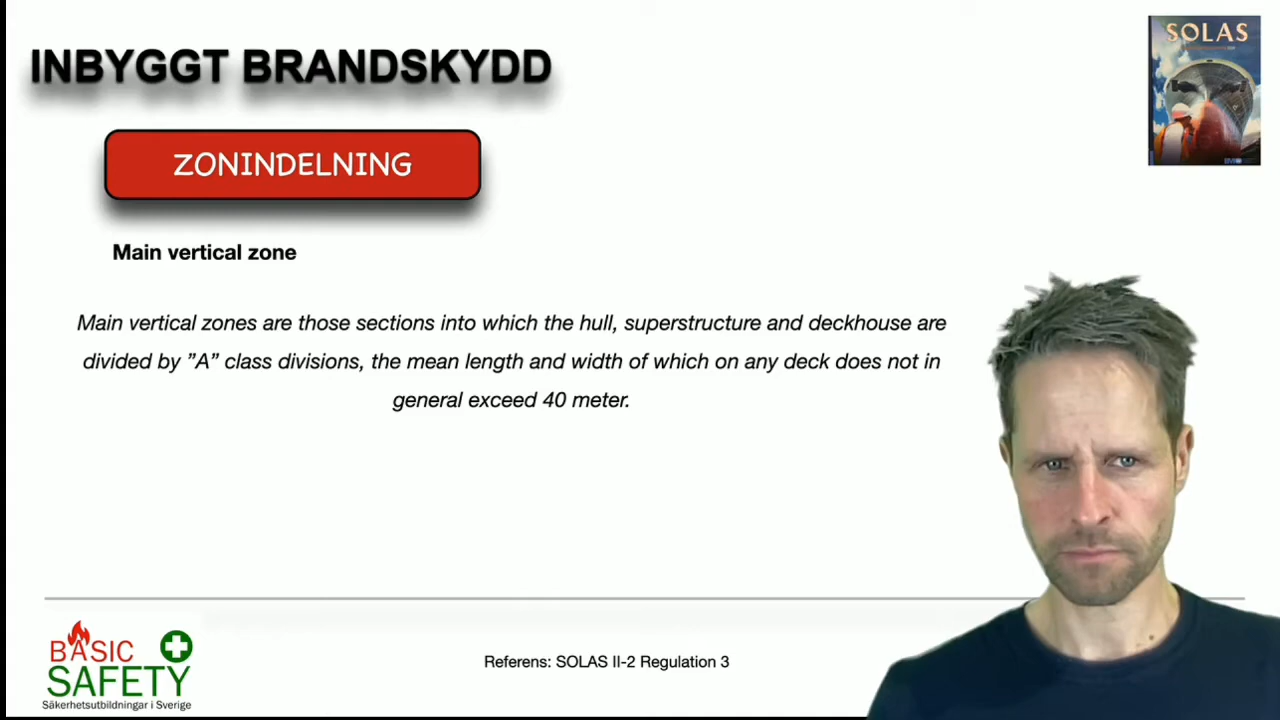 INBYGGT BRANDSKYDD
SOLAS
ZONINDELNING
Main vertical zone
Main vertical zones are those sections into which the hull, superstructure and deckhouse are
divided by ”A” class divisions, the mean length and width of which on any deck does not in
general exceed 40 meter.
BASIC
SAFETY
Säkerhetsutbildningar i Sverige
Referens: SOLAS II-2 Regulation 3